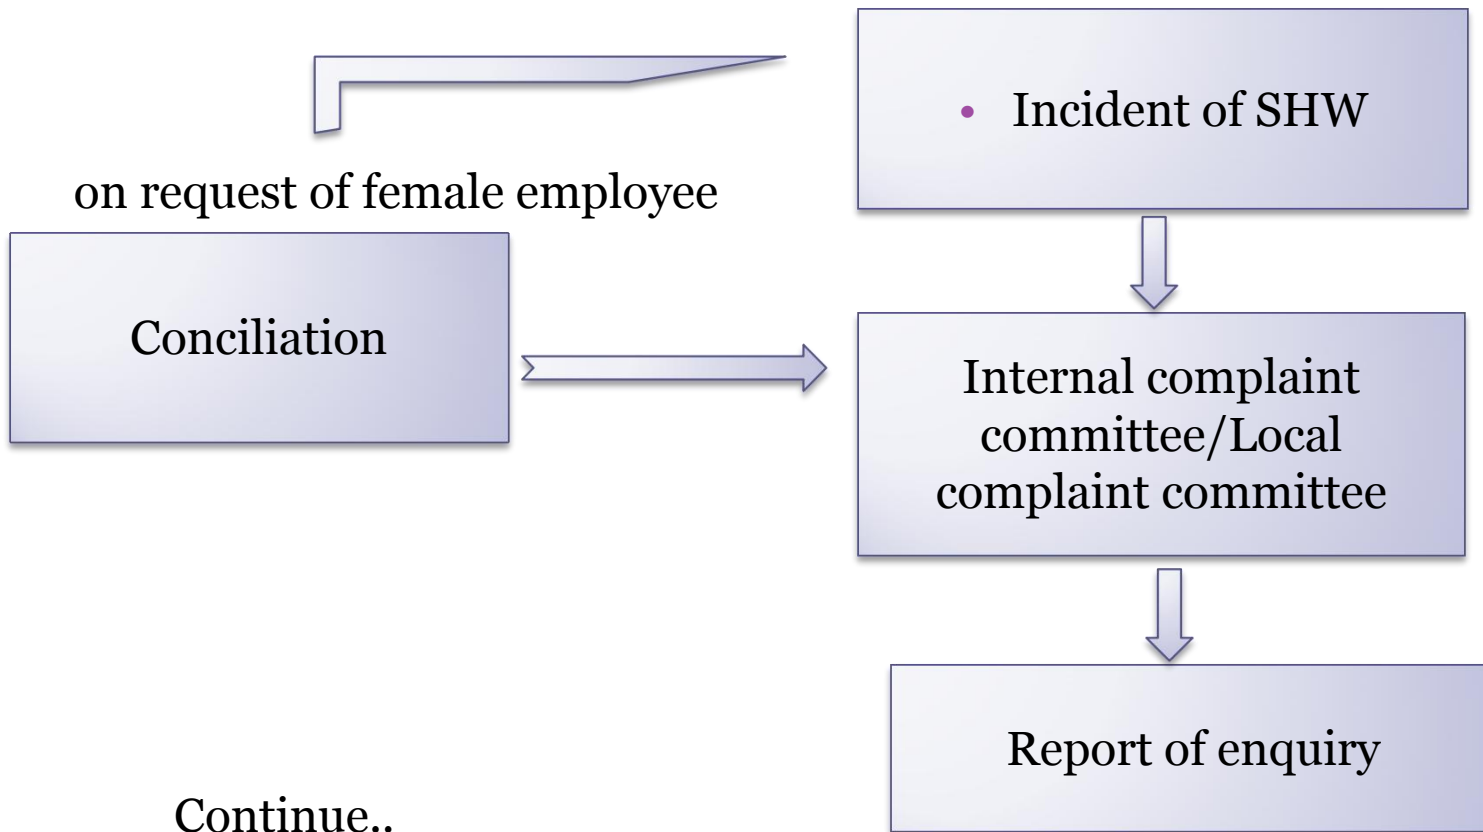 • Incident of SHW
on request of female employee
Conciliation
Internal complaint
committee/Local
complaint committee
Report of enquiry
Continue..